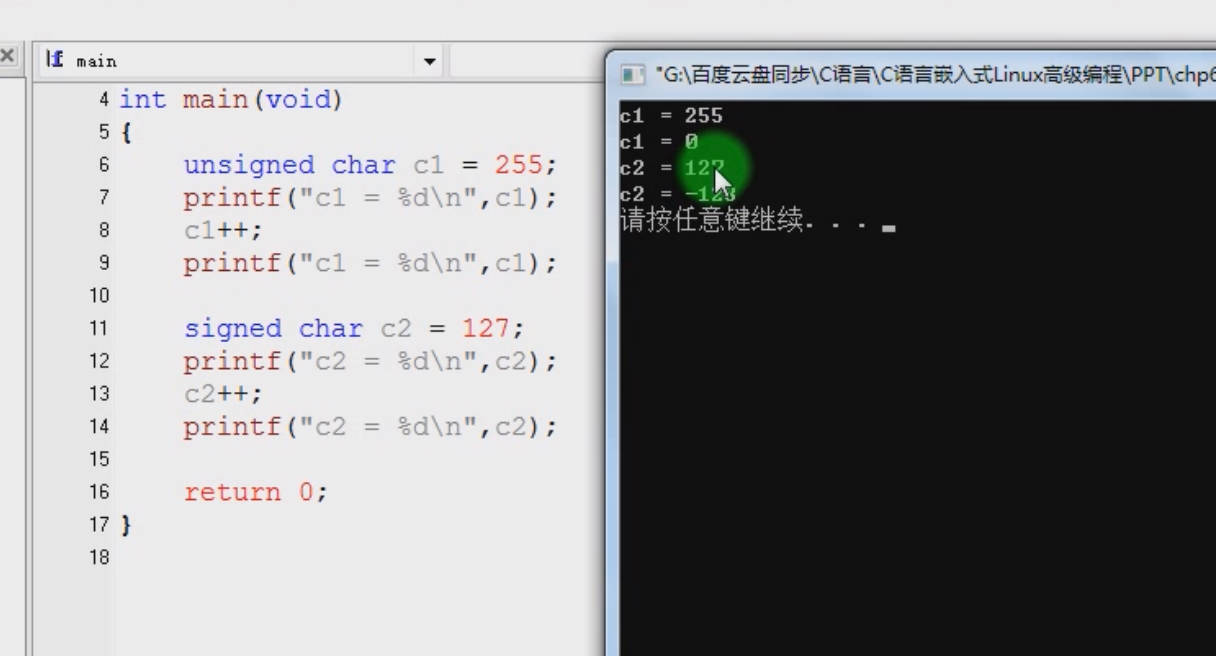 main
4 int main(void)
5 {
6 unsigned char c1 = 255;
7 printf("c1 = %d\n",c1);
8 c1++;
9 printf("c1 = %d\n",c1);
10
11 signed char c2 = 127;
12 printf("c2 = %d\n",c2);
13 c2++;
14 printf("c2 = %d\n",c2);
15
16 return 0;
17 }
18
"G:\百度云盘同步\C语言\C语言嵌入式Linux高级编程\PPT\chp6
c1 = 255
c1 = 0
c2 = 127
c2 = -128
请按任意键继续. . .